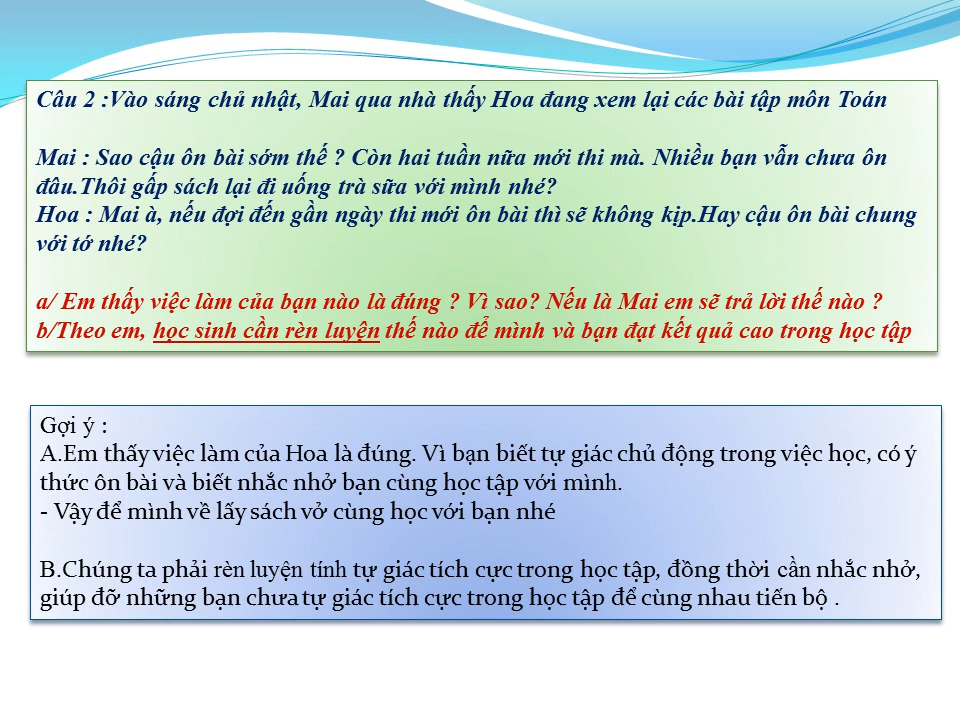 Câu 2 :Vào sáng chủ nhật, Mai qua nhà thấy Hoa đang xem lại các bài tập môn Toán
Mai : Sao cậu ôn bài sớm thế ? Còn hai tuần nữa mới thi mà. Nhiều bạn vẫn chưa ôn
đâu.Thôi gấp sách lại đi uống trà sữa với mình nhé?
Hoa : Mai à, nếu đợi đến gần ngày thi mới ôn bài thì sẽ không kịp.Hay cậu ôn bài chung
với tớ nhé?
a/ Em thấy việc làm của bạn nào là đúng ? Vì sao? Nếu là Mai em sẽ trả lời thế nào ?
b/Theo em, học sinh cần rèn luyện thế nào để mình và bạn đạt kết quả cao trong học tập
Gợi ý :
A.Em thấy việc làm của Hoa là đúng. Vì bạn biết tự giác chủ động trong việc học, có ý
thức ôn bài và biết nhắc nhở bạn cùng học tập với mình.
- Vậy để mình về lấy sách vở cùng học với bạn nhé
B.Chúng ta phải rèn luyện tính tự giác tích cực trong học tập, đồng thời cần nhắc nhở,
giúp đỡ những bạn chưa tự giác tích cực trong học tập để cùng nhau tiến bộ .